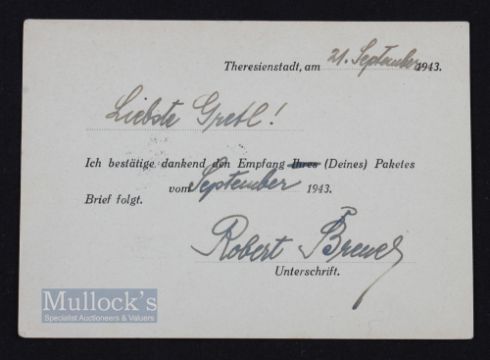 Theresienstadt, am 21. September 1943.
Liebste Gretl!
Ich bestätige dankend den Empfang Ihres (Deines) Paketes
vom September 1943.
Brief folgt.
Robert
Unterschrift.
Mullock's
Specialist Auctioneers & Valuers